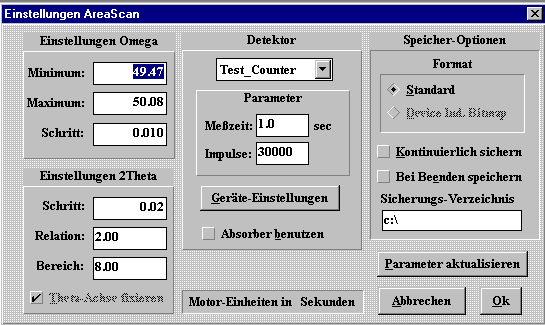 Einstellungen AreaScan
Einstellungen Omega
Minimum: 49.47
Maximum: 50.08
Schritt: 0.010
Einstellungen 2Theta
Schritt: 0.02
Relation: 2.00
Bereich: 8.00
Theta-Achse fixieren
Detektor
Test_Counter
Parameter
Meßzeit: 1.0 sec
Impulse: 30000
Geräte-Einstellungen
Absorber benutzen
Motor-Einheiten in Sekunden
Speicher-Optionen
Format
Standard
Device Ind. Bitmap
Kontinuierlich sichern
Bei Beenden speichern
Sicherungs-Verzeichnis
c:\
Parameter aktualisieren
Abbrechen
Ok